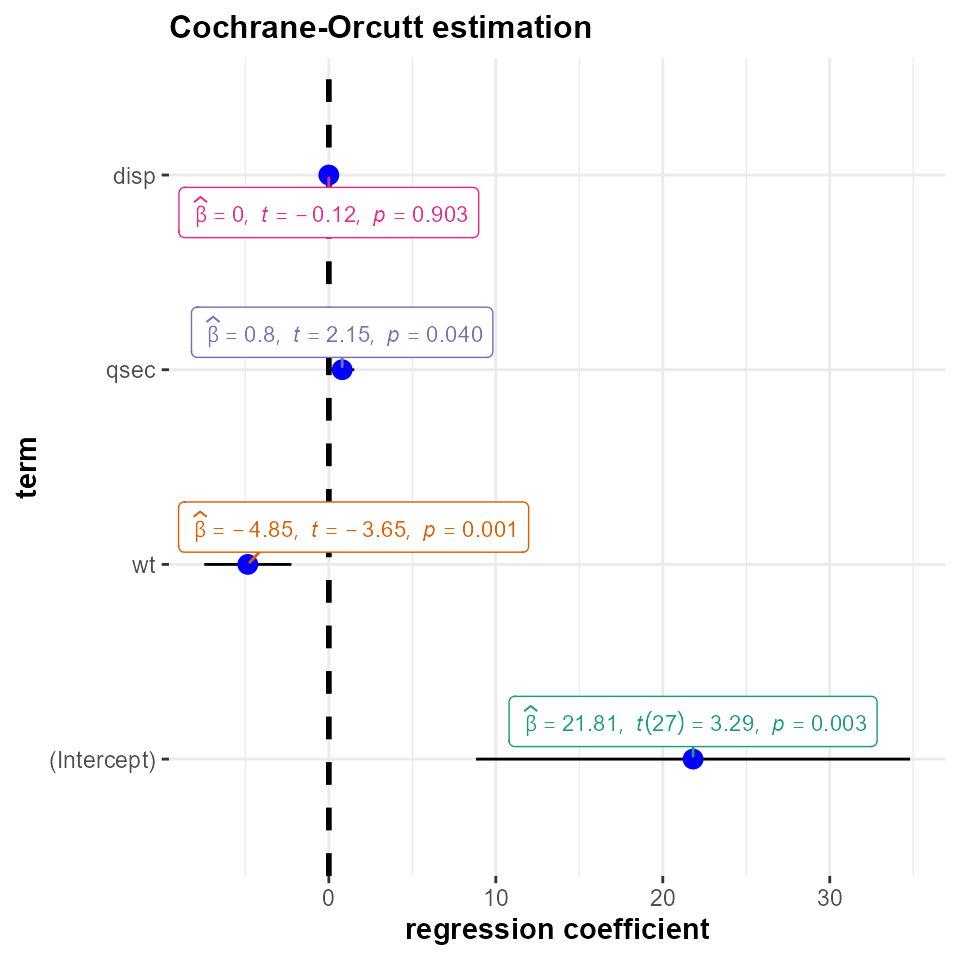 Cochrane-Orcutt estimation
disp
β̂ = 0, t = −0.12, p = 0.903
β̂ = 0.8, t = 2.15, p = 0.040
qsec
term
β̂ = −4.85, t = −3.65, p = 0.001
wt
β̂ = 21.81, t(27) = 3.29, p = 0.003
(Intercept)
0 10 20 30
regression coefficient